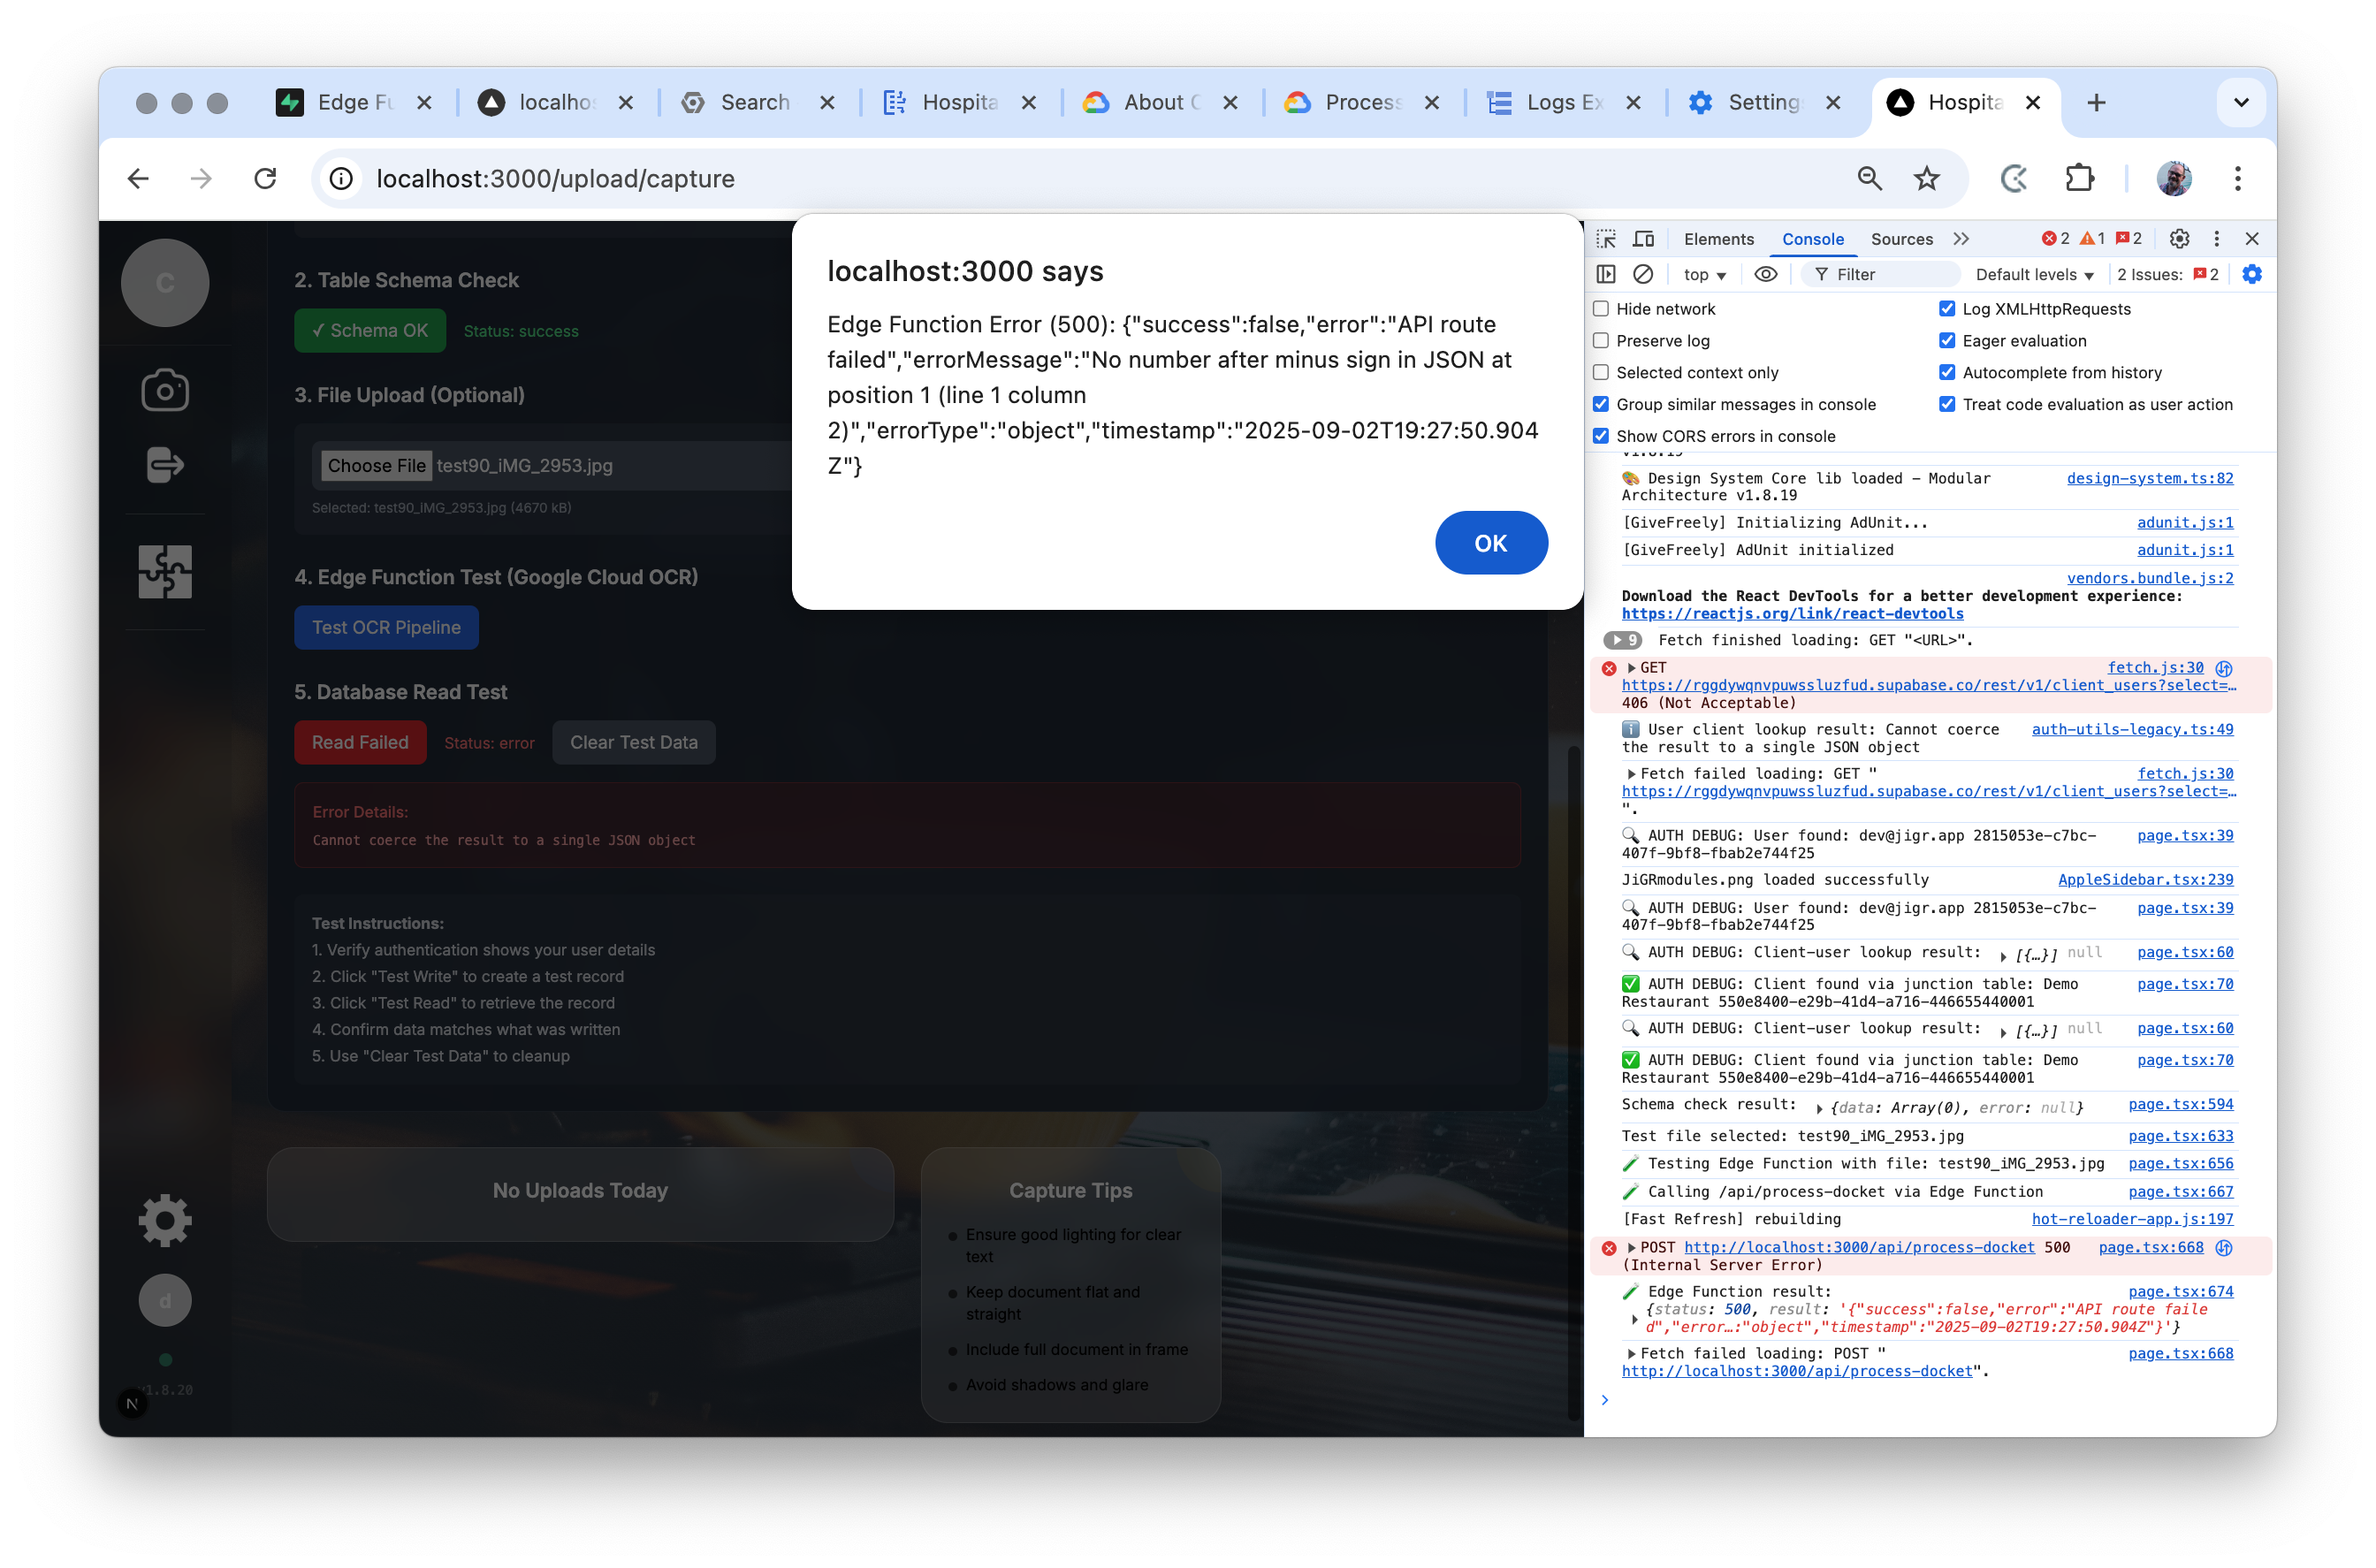 Edge Fu
localhos
Search
Hospita
About C
Process
Logs Ex
Setting
Hospita
localhost:3000/upload/capture
C
2. Table Schema Check
✓ Schema OK
Status: success
3. File Upload (Optional)
Choose File test90_iMG_2953.jpg
Selected: test90_iMG_2953.jpg (4670 kB)
4. Edge Function Test (Google Cloud OCR)
Test OCR Pipeline
5. Database Read Test
Read Failed
Status: error
Clear Test Data
Error Details:
Cannot coerce the result to a single JSON object
Test Instructions:
1. Verify authentication shows your user details
2. Click "Test Write" to create a test record
3. Click "Test Read" to retrieve the record
4. Confirm data matches what was written
5. Use "Clear Test Data" to cleanup
No Uploads Today
Capture Tips
Ensure good lighting for clear
text
Keep document flat and
straight
Include full document in frame
Avoid shadows and glare
d
v1.8.20
N
localhost:3000 says
Edge Function Error (500): {"success":false,"error":"API route
failed","errorMessage":"No number after minus sign in JSON at
position 1 (line 1 column
2)","errorType":"object","timestamp":"2025-09-02T19:27:50.904
Z"}
OK
Elements Console Sources 2 1 2
top Filter Default levels 2 Issues: 2
Hide network Log XMLHttpRequests
Preserve log Eager evaluation
Selected context only Autocomplete from history
Group similar messages in console Treat code evaluation as user action
Show CORS errors in console
v1.8.19
🎨 Design System Core lib loaded - Modular design-system.ts:82
Architecture v1.8.19
[GiveFreely] Initializing AdUnit... adunit.js:1
[GiveFreely] AdUnit initialized adunit.js:1
vendors.bundle.js:2
Download the React DevTools for a better development experience:
https://reactjs.org/link/react-devtools
9 Fetch finished loading: GET "<URL>".
GET fetch.js:30
https://rggdywqnvpuwssluzfud.supabase.co/rest/v1/client_users?select=…
406 (Not Acceptable)
ℹ️ User client lookup result: Cannot coerce auth-utils-legacy.ts:49
the result to a single JSON object
Fetch failed loading: GET " fetch.js:30
https://rggdywqnvpuwssluzfud.supabase.co/rest/v1/client_users?select=…
".
🔍 AUTH DEBUG: User found: dev@jigr.app 2815053e-c7bc- page.tsx:39
407f-9bf8-fbab2e744f25
JiGRmodules.png loaded successfully AppleSidebar.tsx:239
🔍 AUTH DEBUG: User found: dev@jigr.app 2815053e-c7bc- page.tsx:39
407f-9bf8-fbab2e744f25
🔍 AUTH DEBUG: Client-user lookup result: [{…}] null page.tsx:60
✅ AUTH DEBUG: Client found via junction table: Demo page.tsx:70
Restaurant 550e8400-e29b-41d4-a716-446655440001
🔍 AUTH DEBUG: Client-user lookup result: [{…}] null page.tsx:60
✅ AUTH DEBUG: Client found via junction table: Demo page.tsx:70
Restaurant 550e8400-e29b-41d4-a716-446655440001
Schema check result: {data: Array(0), error: null} page.tsx:594
Test file selected: test90_iMG_2953.jpg page.tsx:633
🧪 Testing Edge Function with file: test90_iMG_2953.jpg page.tsx:656
🧪 Calling /api/process-docket via Edge Function page.tsx:667
[Fast Refresh] rebuilding hot-reloader-app.js:197
POST http://localhost:3000/api/process-docket 500 page.tsx:668
(Internal Server Error)
🧪 Edge Function result: page.tsx:674
{status: 500, result: '{"success":false,"error":"API route faile
d","error…:"object","timestamp":"2025-09-02T19:27:50.904Z"}'}
Fetch failed loading: POST " page.tsx:668
http://localhost:3000/api/process-docket".